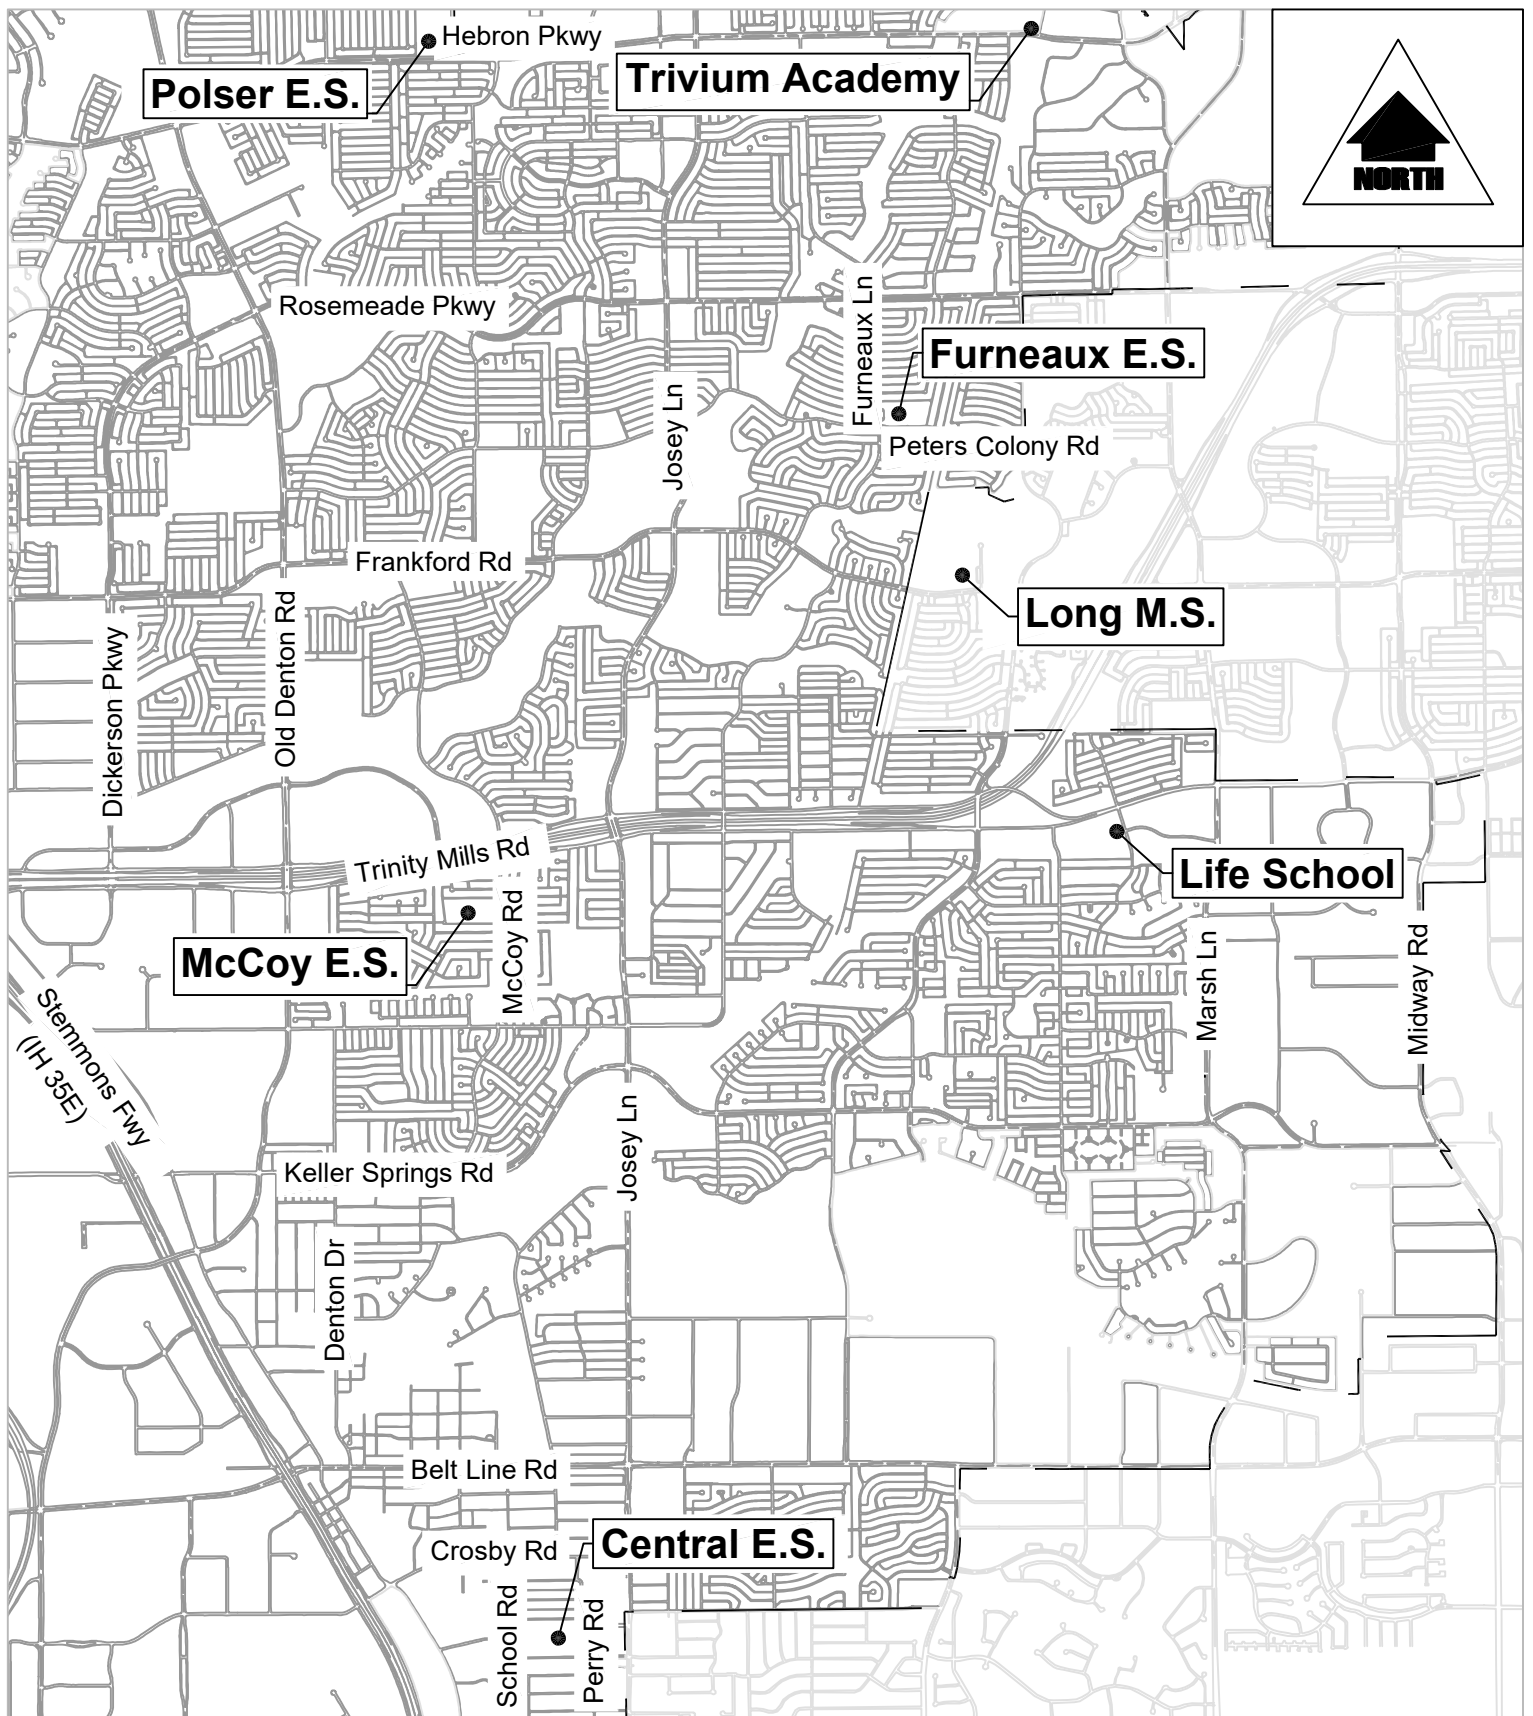 Hebron Pkwy
Trivium Academy
Polser E.S.
NORTH
Rosemeade Pkwy
Furneaux Ln
Furneaux E.S.
Josey Ln
Peters Colony Rd
Frankford Rd
Long M.S.
Old Denton Rd
Dickerson Pkwy
Trinity Mills Rd
Life School
McCoy Rd
McCoy E.S.
Marsh Ln
Midway Rd
Stemmons Fwy
(IH 35E)
Josey Ln
Keller Springs Rd
Denton Dr
Belt Line Rd
Central E.S.
Crosby Rd
School Rd
Perry Rd